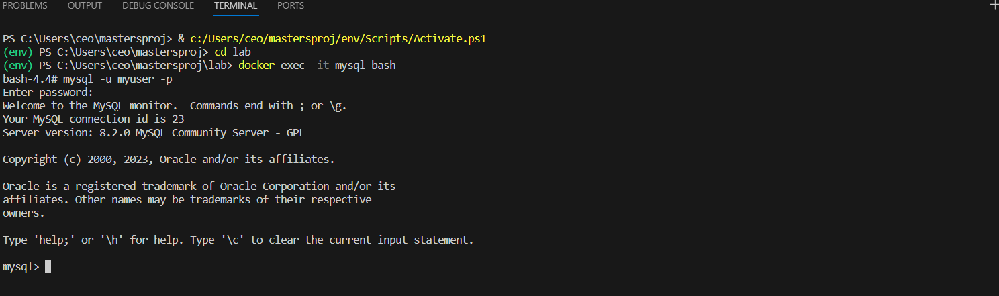 PROBLEMS OUTPUT DEBUG CONSOLE TERMINAL PORTS
PS C:\Users\ceo\mastersproj> & c:/Users/ceo/mastersproj/env/Scripts/Activate.ps1
(env) PS C:\Users\ceo\mastersproj> cd lab
(env) PS C:\Users\ceo\mastersproj\lab> docker exec -it mysql bash
bash-4.4# mysql -u myuser -p
Enter password:
Welcome to the MySQL monitor.  Commands end with ; or \g.
Your MySQL connection id is 23
Server version: 8.2.0 MySQL Community Server - GPL
Copyright (c) 2000, 2023, Oracle and/or its affiliates.
Oracle is a registered trademark of Oracle Corporation and/or its
affiliates. Other names may be trademarks of their respective
owners.
Type 'help;' or '\h' for help. Type '\c' to clear the current input statement.
mysql>